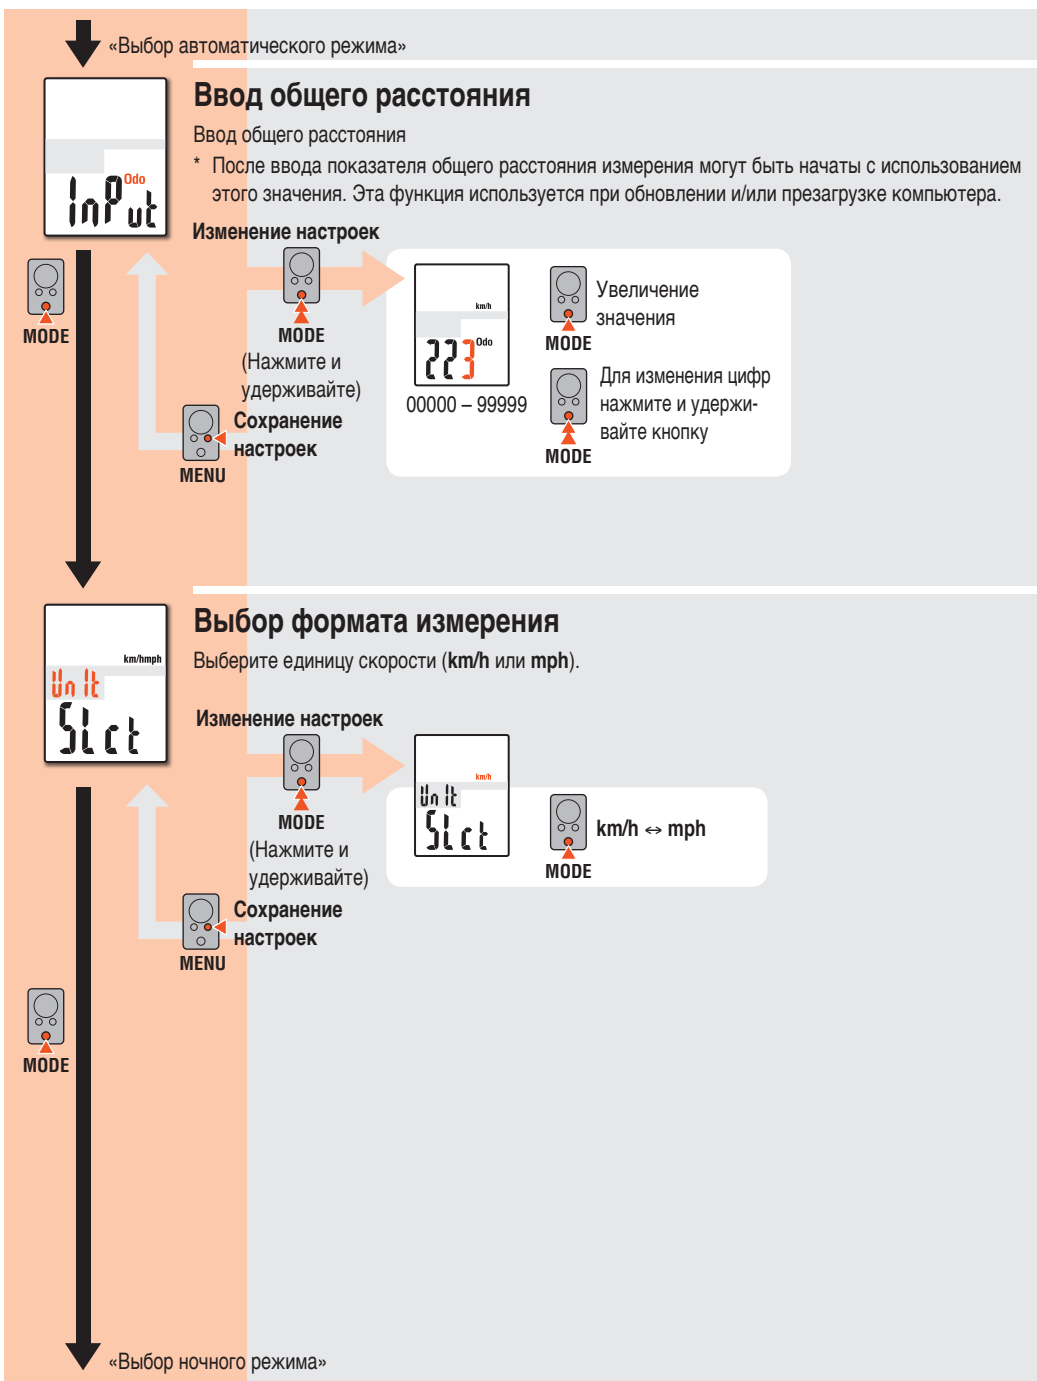 «Выбор автоматического режима»
Ввод общего расстояния
Ввод общего расстояния
* После ввода показателя общего расстояния измерения могут быть начаты с использованием
этого значения. Эта функция используется при обновлении и/или презагрузке компьютера.
Odo
InPut
Изменение настроек
MODE
MODE
(Нажмите и
удерживайте)
Сохранение
настроек
MENU
km/h
Odo
223
00000 – 99999
Увеличение
значения
MODE
Для изменения цифр
нажмите и удержи-
вайте кнопку
MODE
Выбор формата измерения
Выберите единицу скорости (km/h или mph).
km/hmph
Unit
Slct
Изменение настроек
MODE
(Нажмите и
удерживайте)
Сохранение
настроек
MENU
km/h
Unit
Slct
km/h ↔ mph
MODE
MODE
«Выбор ночного режима»